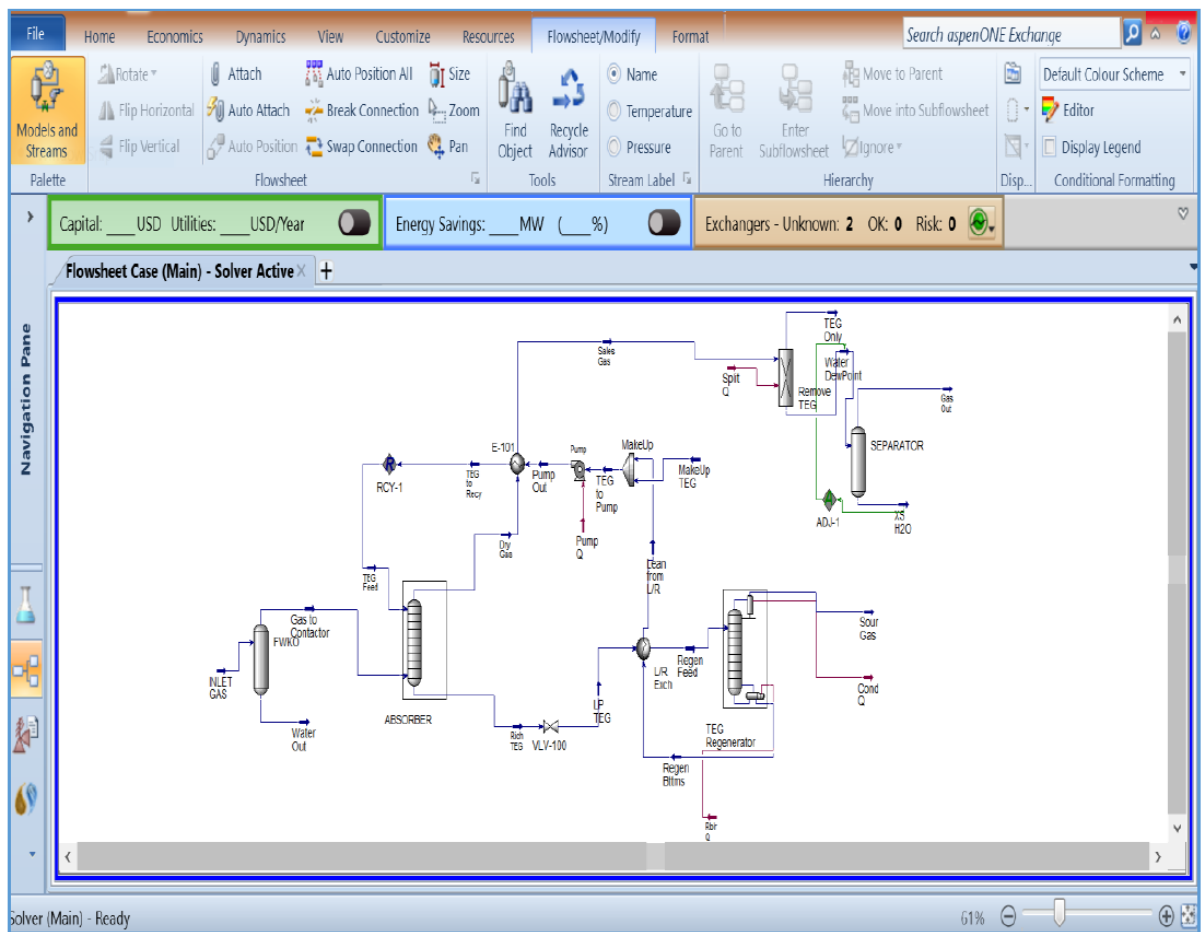 File
Home
Economics
Dynamics
View
Customize
Resources
Flowsheet/Modify
Format
Search aspenONE Exchange
Models and
Streams
Palette
Rotate
Flip Horizontal
Flip Vertical
Attach
Auto Attach
Auto Position
Auto Position All
Break Connection
Swap Connection
Size
Zoom
Pan
Flowsheet
Find
Object
Recycle
Advisor
Tools
Name
Temperature
Pressure
Stream Label
Go to
Parent
Enter
Subflowsheet
Move to Parent
Move into Subflowsheet
Ignore
Hierarchy
Disp...
Default Colour Scheme
Editor
Display Legend
Conditional Formatting
Capital: ____USD Utilities: ____USD/Year
Energy Savings: ____MW (____%)
Exchangers - Unknown: 2 OK: 0 Risk: 0
Flowsheet Case (Main) - Solver Active
Navigation Pane
TEG
Only
Sales
Gas
Split
Q
Water
DewPoint
Remove
TEG
Gas
Out
SEPARATOR
E-101
Pump
MakeUp
MakeUp
TEG
RCY-1
TEG
to
Recy
Pump
Out
TEG
to
Pump
ADJ-1
XS
H2O
Pump
Q
Dry
Gas
TEG
Feed
Lean
from
L/R
Gas to
Contactor
FWKO
INLET
GAS
Water
Out
ABSORBER
Rich
TEG
VLV-100
LP
TEG
L/R
Exch
Regen
Feed
Sour
Gas
Cond
Q
TEG
Regenerator
Regen
Bttms
Rblr
Q
Solver (Main) - Ready
61%